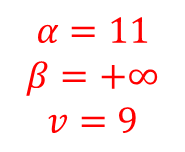 α = 11
β = +∞
v = 9